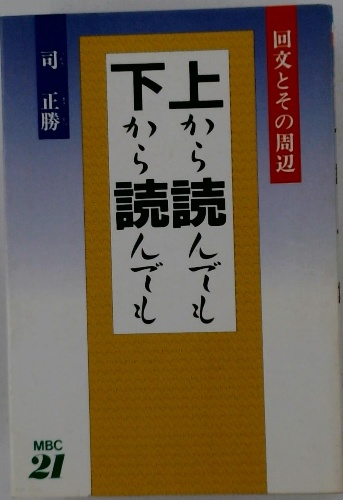 回文とその周辺
上から読んでも
下から読んでも
司 正勝
MBC
21